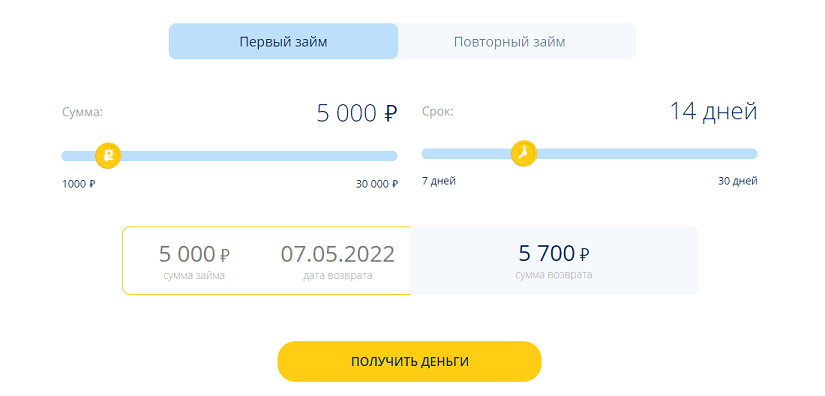 Первый займ
Повторный займ
Сумма:
5 000 ₽
Срок:
14 дней
1000 ₽
30 000 ₽
7 дней
30 дней
5 000 ₽
07.05.2022
5 700 ₽
сумма займа
дата возврата
сумма возврата
ПОЛУЧИТЬ ДЕНЬГИ